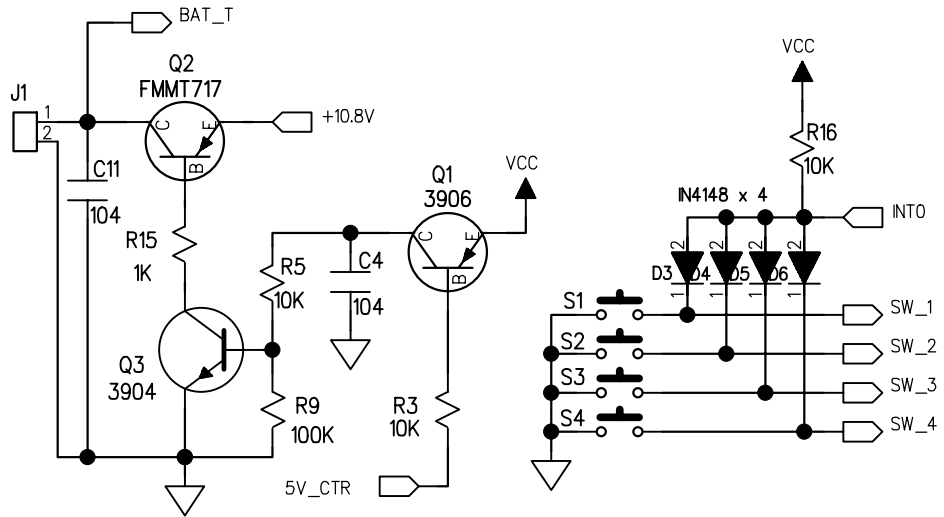 BAT_T
Q2
FMMT717
J1
1
2
C
E
B
+10.8V
C11
104
R15
1K
Q3
3904
R5
10K
C4
104
R9
100K
Q1
3906
C
E
B
VCC
R3
10K
5V_CTR
VCC
R16
10K
IN4148 x 4
INT0
2 2 2 2
D3 D4 D5 D6
1 1 1 1
S1
SW_1
S2
SW_2
S3
SW_3
S4
SW_4